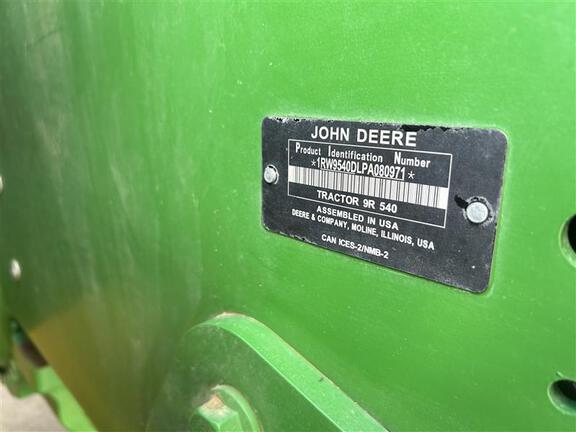 JOHN DEERE
Product Identification Number
*1RW9540DLPA080971*
TRACTOR 9R 540
ASSEMBLED IN USA
DEERE & COMPANY, MOLINE, ILLINOIS, USA
CAN ICES-2/NMB-2